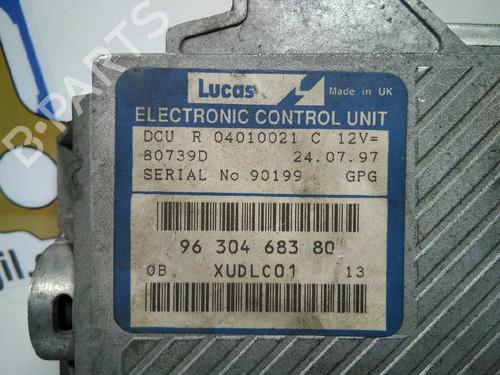 Lucas
Made in UK
ELECTRONIC CONTROL UNIT
DCU R 04010021 C 12V=
80739D 24.07.97
SERIAL No 90199 GPG
96 304 683 80
0B XUDLC01 13
B-PARTS